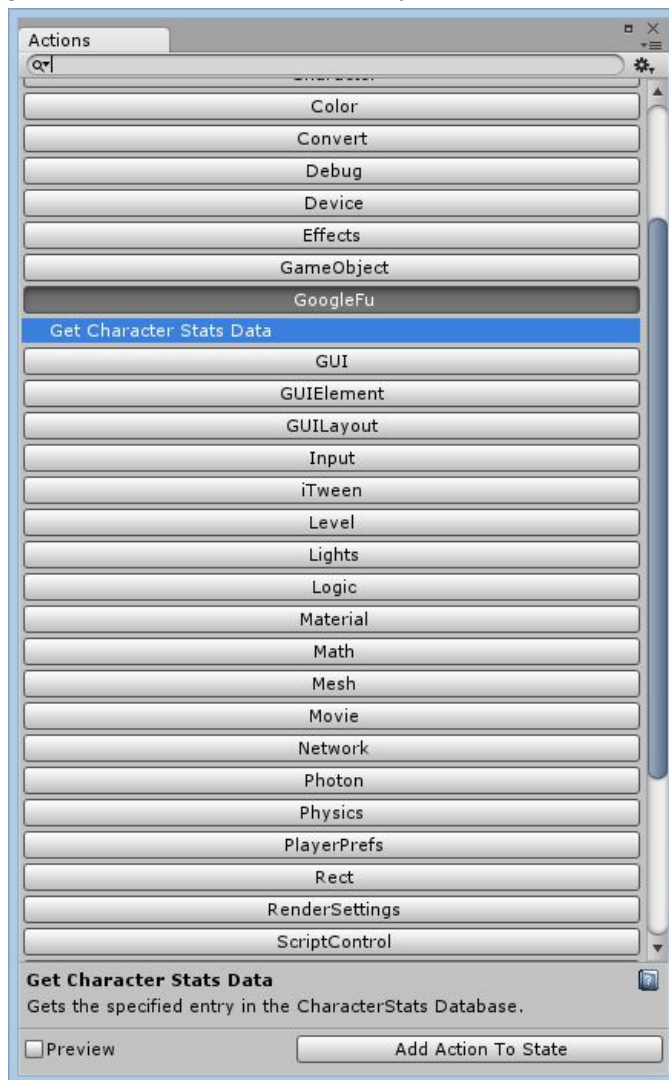 Actions
Color
Convert
Debug
Device
Effects
GameObject
GoogleFu
Get Character Stats Data
GUI
GUIElement
GUILayout
Input
iTween
Level
Lights
Logic
Material
Math
Mesh
Movie
Network
Photon
Physics
PlayerPrefs
Rect
RenderSettings
ScriptControl
Get Character Stats Data
Gets the specified entry in the CharacterStats Database.
Preview
Add Action To State